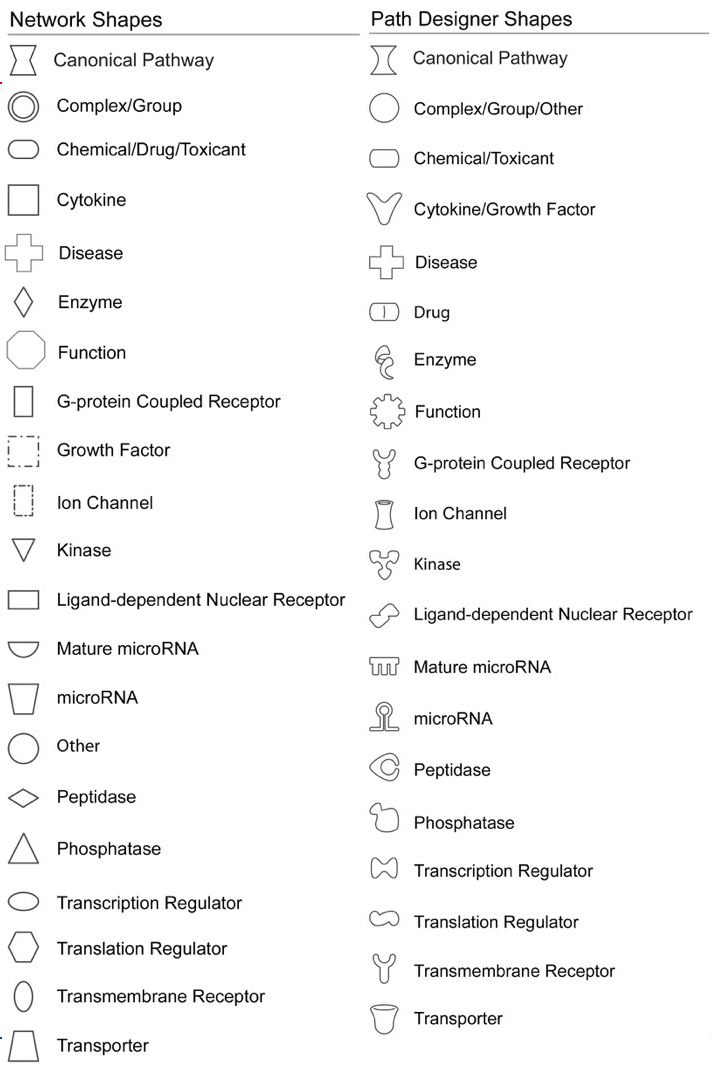 Network Shapes
Canonical Pathway
Complex/Group
Chemical/Drug/Toxicant
Cytokine
Disease
Enzyme
Function
G-protein Coupled Receptor
Growth Factor
Ion Channel
Kinase
Ligand-dependent Nuclear Receptor
Mature microRNA
microRNA
Other
Peptidase
Phosphatase
Transcription Regulator
Translation Regulator
Transmembrane Receptor
Transporter
Path Designer Shapes
Canonical Pathway
Complex/Group/Other
Chemical/Toxicant
Cytokine/Growth Factor
Disease
Drug
Enzyme
Function
G-protein Coupled Receptor
Ion Channel
Kinase
Ligand-dependent Nuclear Receptor
Mature microRNA
microRNA
Peptidase
Phosphatase
Transcription Regulator
Translation Regulator
Transmembrane Receptor
Transporter